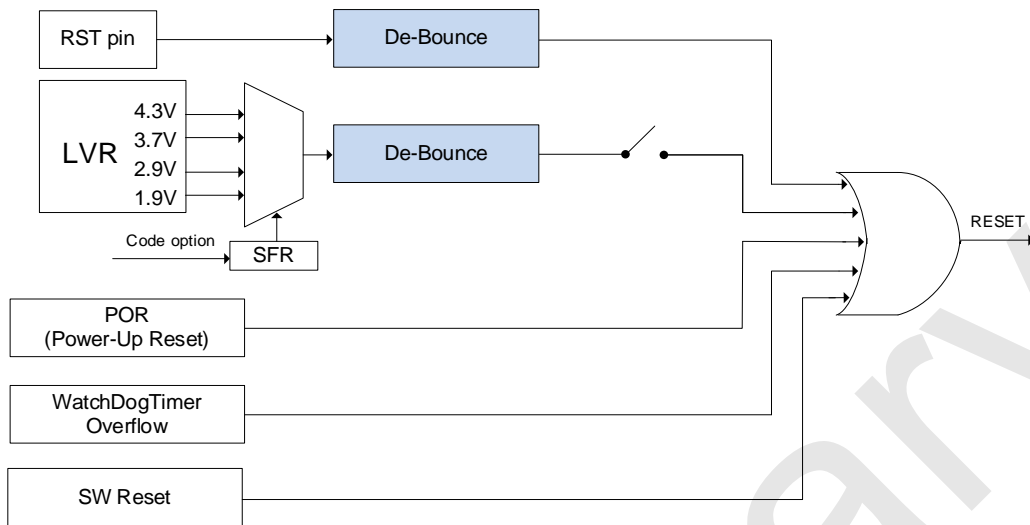 RST pin
De-Bounce
LVR
4.3V
3.7V
2.9V
1.9V
De-Bounce
RESET
Code option
SFR
POR
(Power-Up Reset)
WatchDogTimer
Overflow
SW Reset